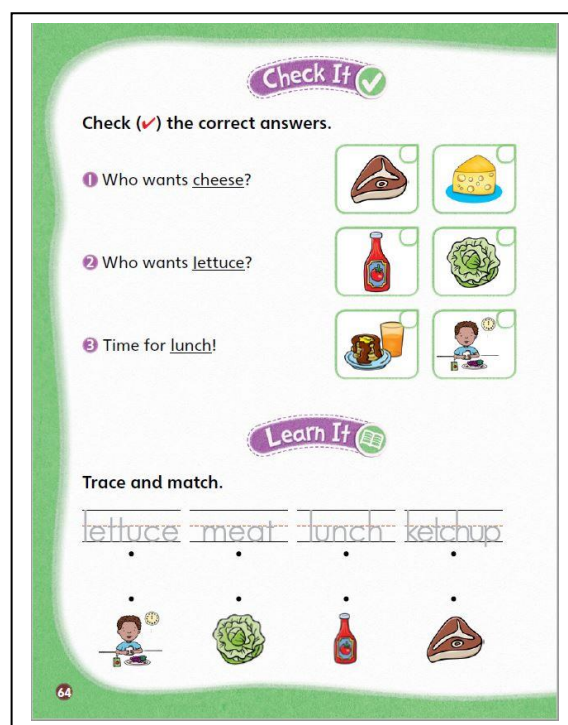 Check It
Check (✔) the correct answers.
1 Who wants cheese?
2 Who wants lettuce?
3 Time for lunch!
Learn It
Trace and match.
lettuce meat lunch ketchup
64